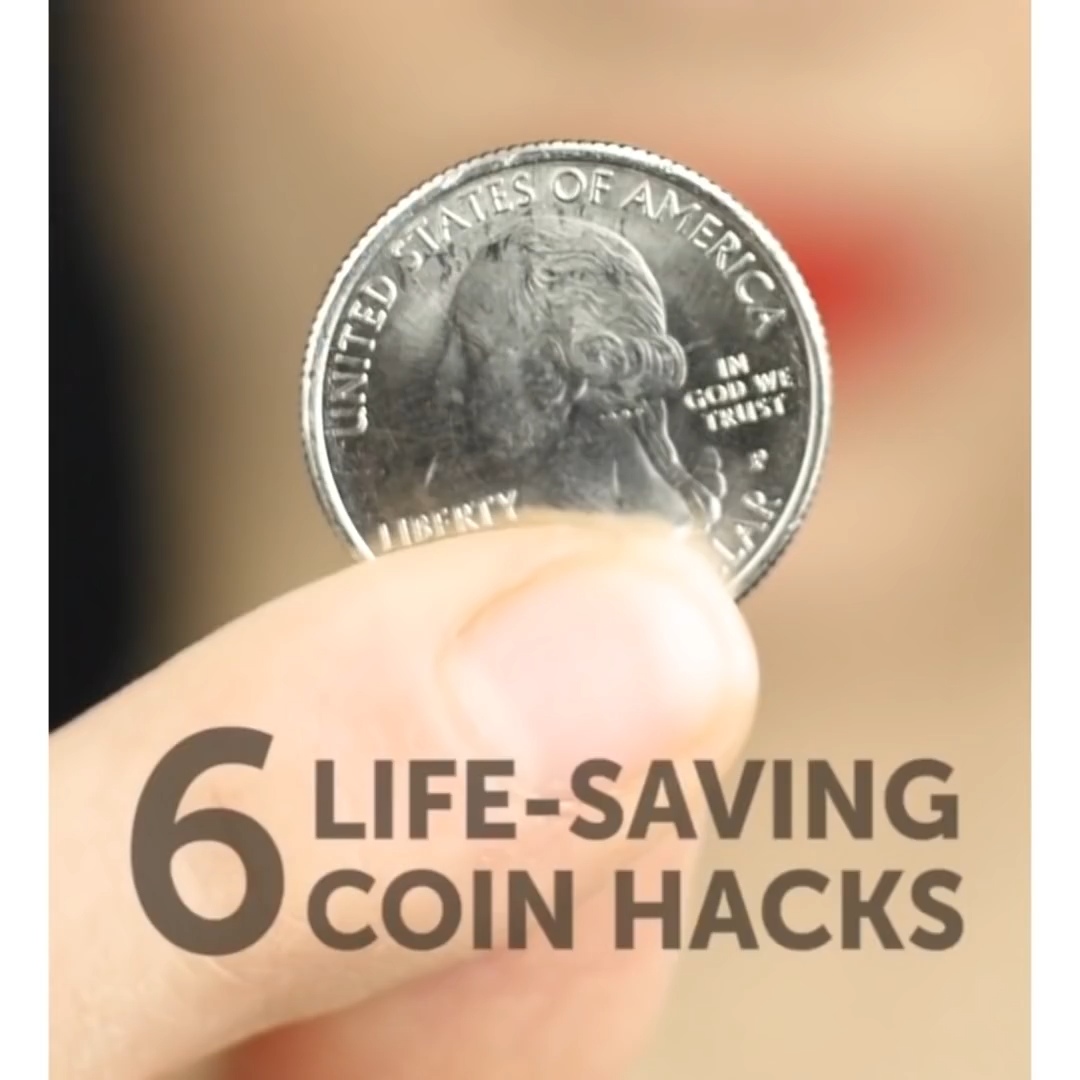 UNITED STATES OF AMERICA
IN
GOD WE
TRUST
LIBERTY
6 LIFE-SAVING
COIN HACKS